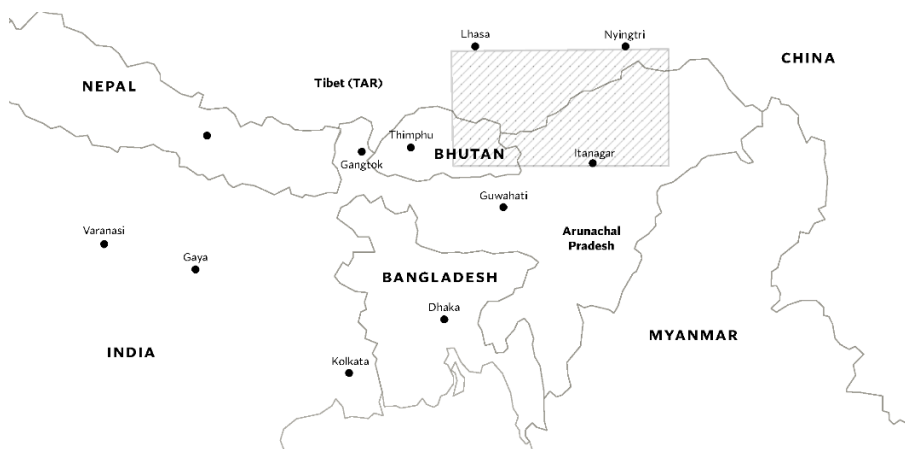 Lhasa
Nyingtri
CHINA
Tibet (TAR)
NEPAL
Thimphu
BHUTAN
Gangtok
Itanagar
Guwahati
Varanasi
Arunachal
Pradesh
Gaya
BANGLADESH
Dhaka
MYANMAR
INDIA
Kolkata